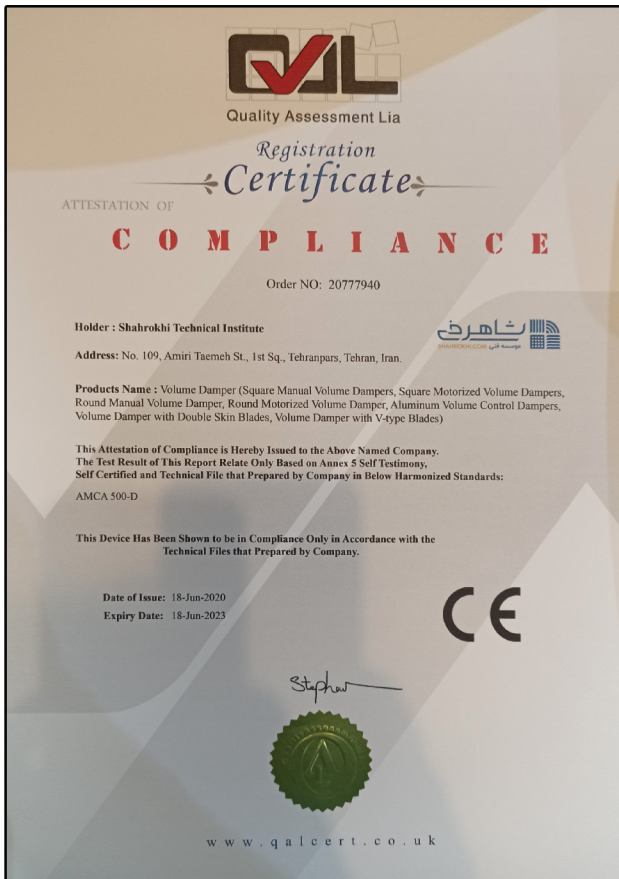 QAL
Quality Assessment Lia
Registration
Certificate
ATTESTATION OF
COMPLIANCE
Order NO: 20777940
Holder : Shahrokhi Technical Institute
شاهرخی
موسسه فنی SHAHROKHI.COM
Address: No. 109, Amiri Taemeh St., 1st Sq., Tehranpars, Tehran, Iran.
Products Name : Volume Damper (Square Manual Volume Dampers, Square Motorized Volume Dampers,
Round Manual Volume Damper, Round Motorized Volume Damper, Aluminum Volume Control Dampers,
Volume Damper with Double Skin Blades, Volume Damper with V-type Blades)
This Attestation of Compliance is Hereby Issued to the Above Named Company.
The Test Result of This Report Relate Only Based on Annex 5 Self Testimony,
Self Certified and Technical File that Prepared by Company in Below Harmonized Standards:
AMCA 500-D
This Device Has Been Shown to be in Compliance Only in Accordance with the
Technical Files that Prepared by Company.
Date of Issue: 18-Jun-2020
Expiry Date: 18-Jun-2023
CE
Stephan
www.qalcert.co.uk